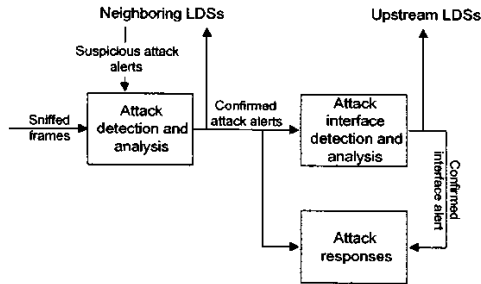 Neighboring LDSs
Upstream LDSs
Suspicious attack
alerts
Sniffed
frames
Attack
detection and
analysis
Confirmed
attack alerts
Attack
interface
detection and
analysis
Confirmed
interface alert
Attack
responses